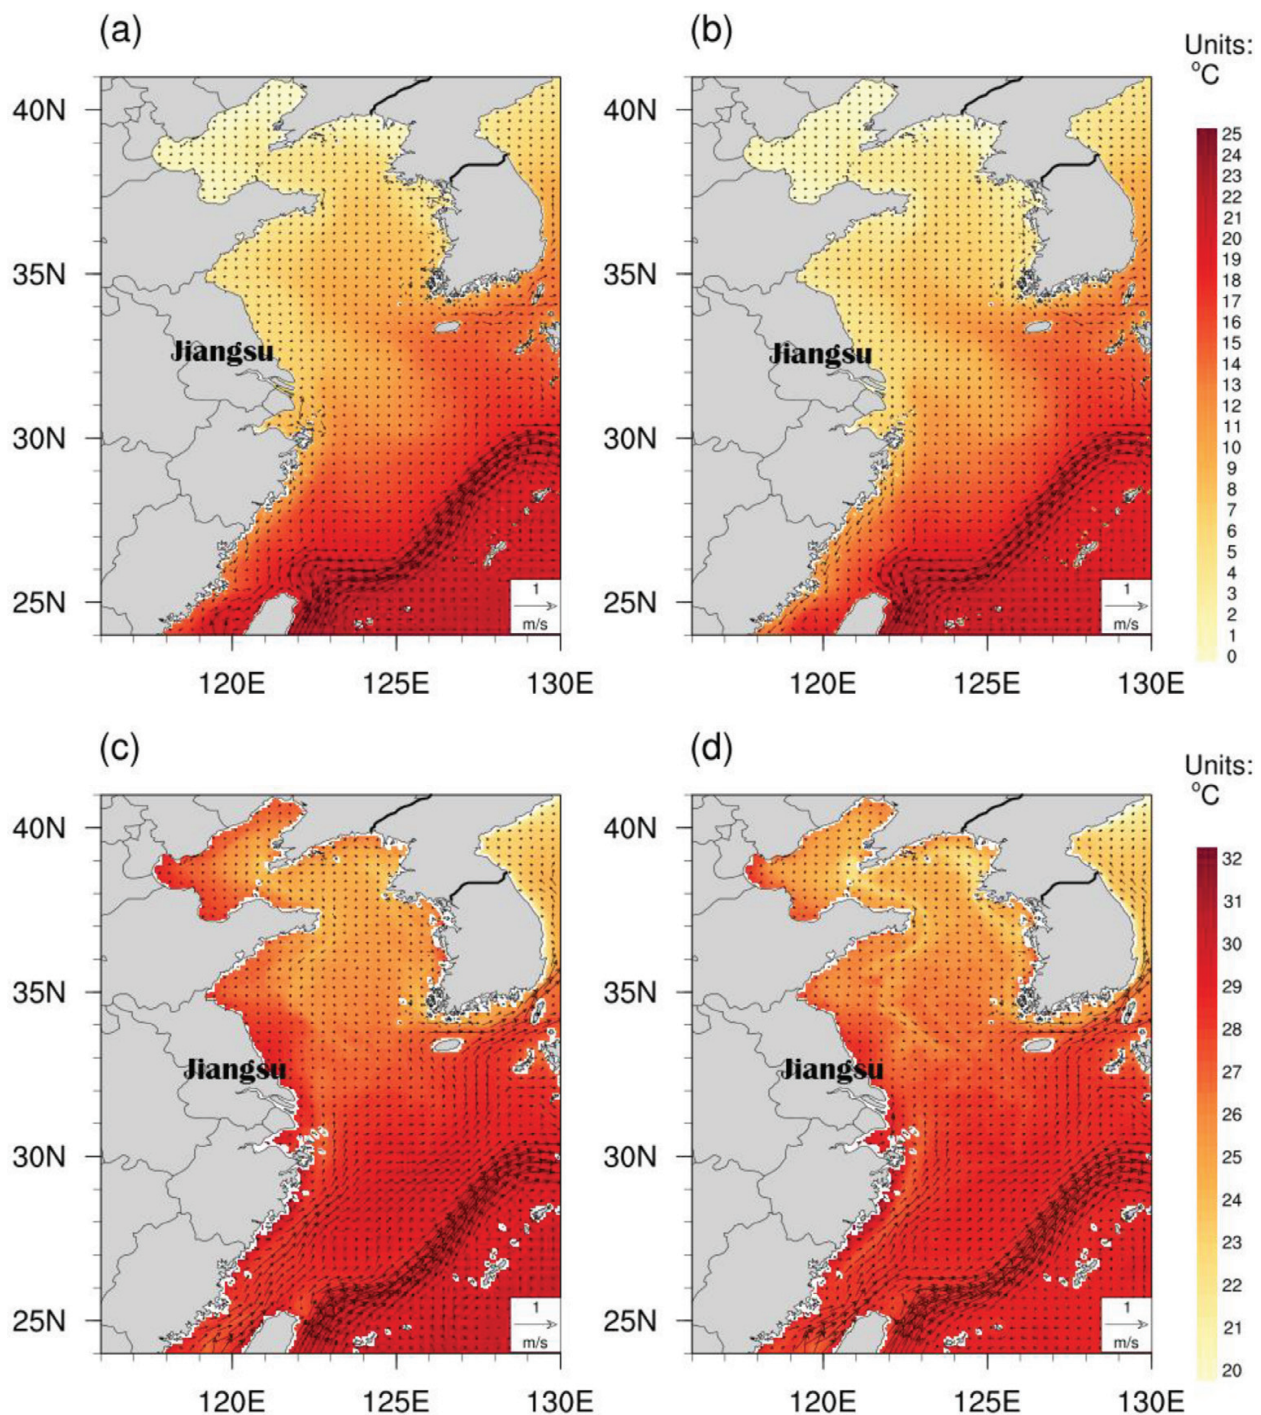 (a)
(b)
Units:
°C
40N
35N
30N
25N
Jiangsu
1
m/s
120E
125E
130E
40N
35N
30N
25N
Jiangsu
1
m/s
120E
125E
130E
25
24
23
22
21
20
19
18
17
16
15
14
13
12
11
10
9
8
7
6
5
4
3
2
1
0
(c)
(d)
Units:
°C
40N
35N
30N
25N
Jiangsu
1
m/s
120E
125E
130E
40N
35N
30N
25N
Jiangsu
1
m/s
120E
125E
130E
32
31
30
29
28
27
26
25
24
23
22
21
20